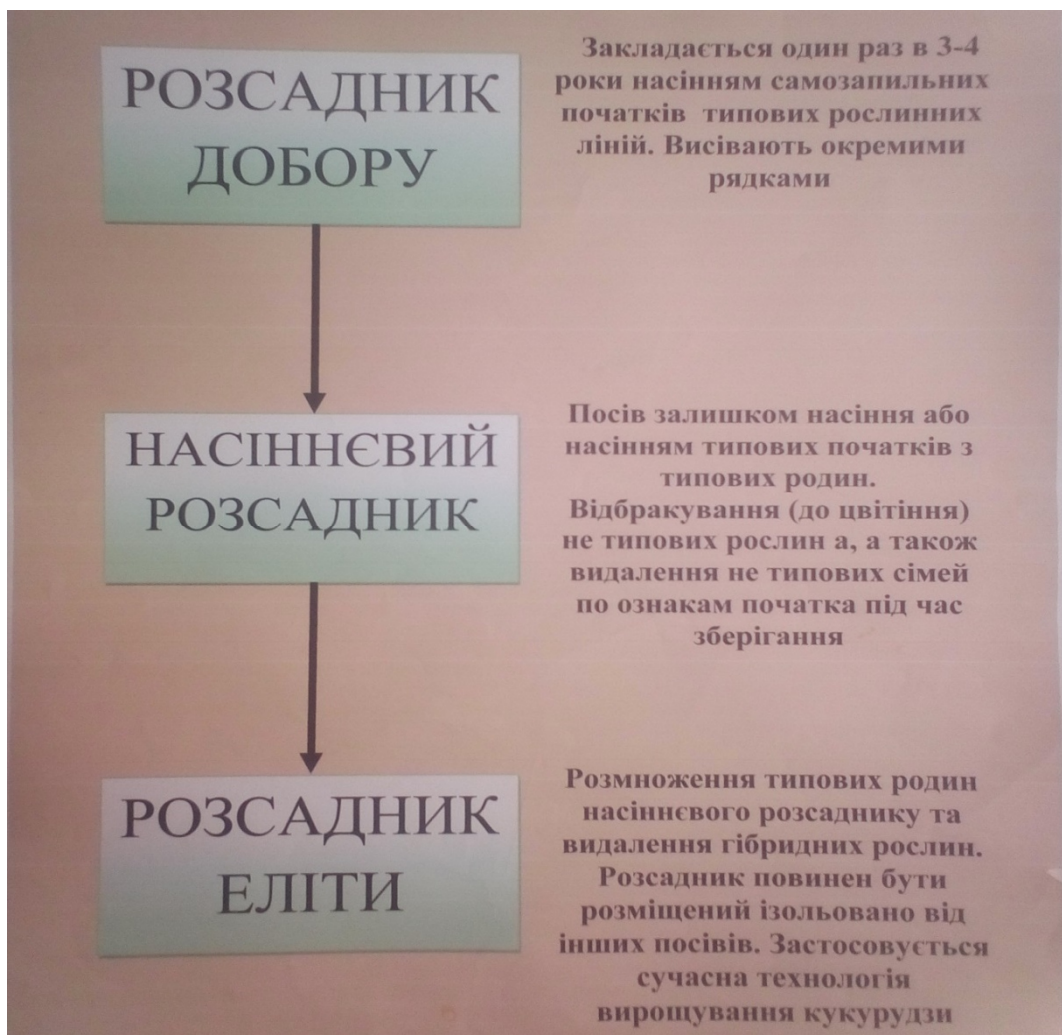 РОЗСАДНИК
ДОБОРУ
Закладається один раз в 3-4
роки насінням самозапильних
початків типових рослинних
ліній. Висівають окремими
рядками
НАСІННЄВИЙ
РОЗСАДНИК
Посів залишком насіння або
насінням типових початків з
типових родин.
Відбракування (до цвітіння)
не типових рослин а, а також
видалення не типових сімей
по ознакам початка під час
зберігання
РОЗСАДНИК
ЕЛІТИ
Розмноження типових родин
насіннєвого розсаднику та
видалення гібридних рослин.
Розсадник повинен бути
розміщений ізольовано від
інших посівів. Застосовується
сучасна технологія
вирощування кукурудзи